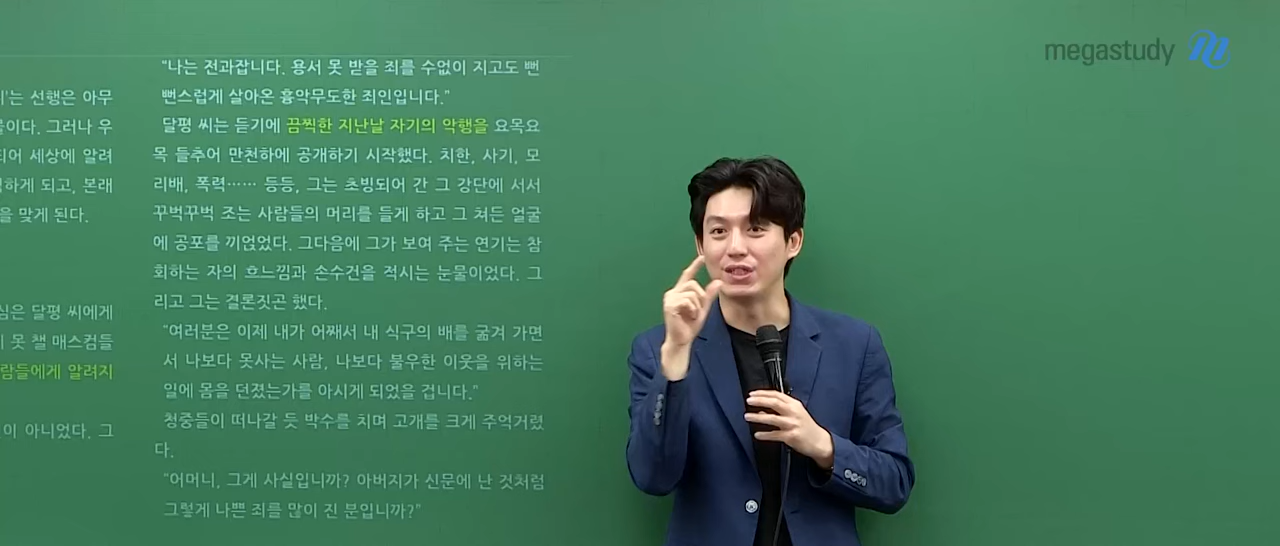 megastudy
"나는 전과잡니다. 용서 못 받을 죄를 수없이 지고도 뻔
뻔스럽게 살아온 흉악무도한 죄인입니다."
달평 씨는 듣기에 끔찍한 지난날 자기의 악행을 요목요
목 들추어 만천하에 공개하기 시작했다. 치한, 사기, 모
리배, 폭력…… 등등, 그는 초빙되어 간 그 강단에 서서
꾸벅꾸벅 조는 사람들의 머리를 들게 하고 그 쳐든 얼굴
에 공포를 끼얹었다. 그다음에 그가 보여 주는 연기는 참
회하는 자의 흐느낌과 손수건을 적시는 눈물이었다. 그
리고 그는 결론짓곤 했다.
"여러분은 이제 내가 어째서 내 식구의 배를 굶겨 가면
서 나보다 못사는 사람, 나보다 불우한 이웃을 위하는
일에 몸을 던졌는가를 아시게 되었을 겁니다."
청중들이 떠나갈 듯 박수를 치며 고개를 크게 주억거렸
다.
"어머니, 그게 사실입니까? 아버지가 신문에 난 것처럼
그렇게 나쁜 죄를 많이 진 분입니까?"
는 선행은 아무
이다. 그러나 우
되어 세상에 알려
하게 되고, 본래
을 맞게 된다.
심은 달평 씨에게
못 챌 매스컴들
람들에게 알려지
이 아니었다. 그